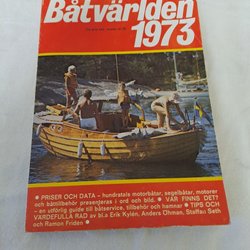 Båtvärlden
1973
● PRISER OCH DATA – hundratals motorbåtar, segelbåtar, motorer
och båttillbehör presenteras i ord och bild. ● VAR FINNS DET?
– en utförlig guide till båtservice, tillbehör och hamnar ● TIPS OCH
VÄRDEFULLA RÅD av bl.a Erik Kylén, Anders Öhman, Staffan Seth
och Ramon Fridén ●